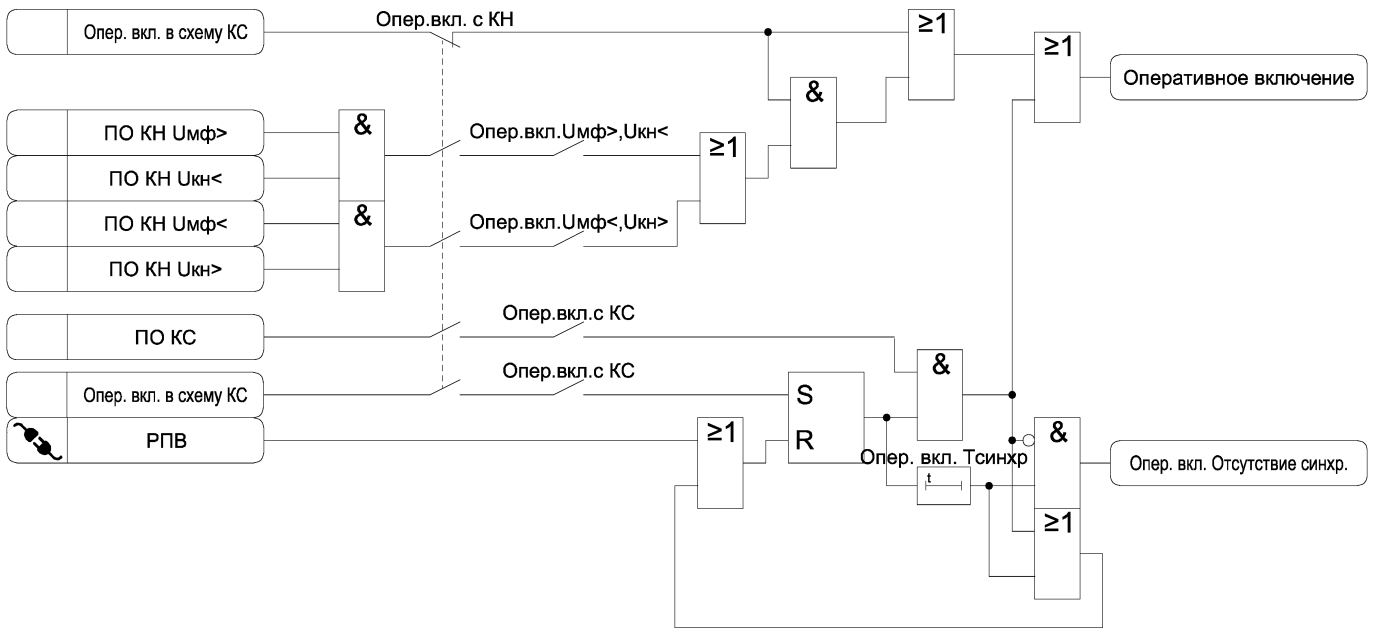 Опер.вкл. с КН
Опер. вкл. в схему КС
≥1
≥1
Оперативное включение
&
ПО КН Uмф>
&
Опер.вкл.Uмф>,Uкн<
≥1
ПО КН Uкн<
ПО КН Uмф<
&
Опер.вкл.Uмф<,Uкн>
ПО КН Uкн>
Опер.вкл.с КС
ПО КС
&
Опер.вкл.с КС
Опер. вкл. в схему КС
S
R
РПВ
≥1
&
Опер. вкл. Tсинхр
t
Опер. вкл. Отсутствие синхр.
≥1